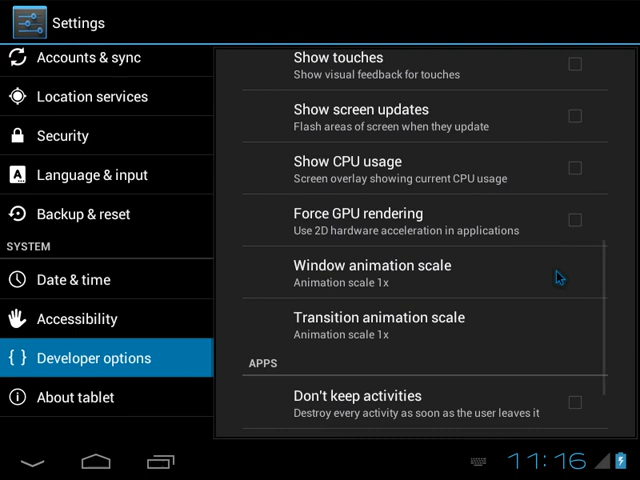 Settings
Accounts & sync
Location services
Security
Language & input
Backup & reset
SYSTEM
Date & time
Accessibility
Developer options
About tablet
Show touches
Show visual feedback for touches
Show screen updates
Flash areas of screen when they update
Show CPU usage
Screen overlay showing current CPU usage
Force GPU rendering
Use 2D hardware acceleration in applications
Window animation scale
Animation scale 1x
Transition animation scale
Animation scale 1x
APPS
Don't keep activities
Destroy every activity as soon as the user leaves it
11:16